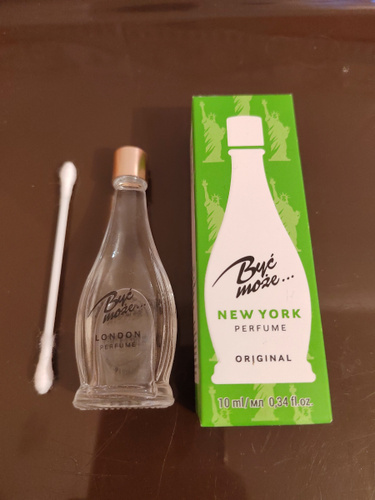 Być
może...
LONDON
PERFUME
Być
może...
NEW YORK
PERFUME
ORIGINAL
10 ml/мл 0.34 fl.oz.